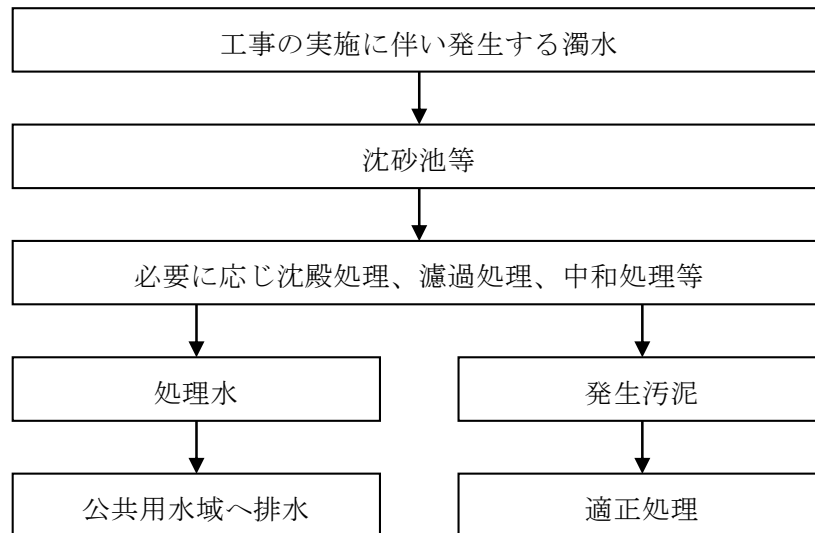 工事の実施に伴い発生する濁水
沈砂池等
必要に応じ沈殿処理、濾過処理、中和処理等
処理水
発生汚泥
公共用水域へ排水
適正処理